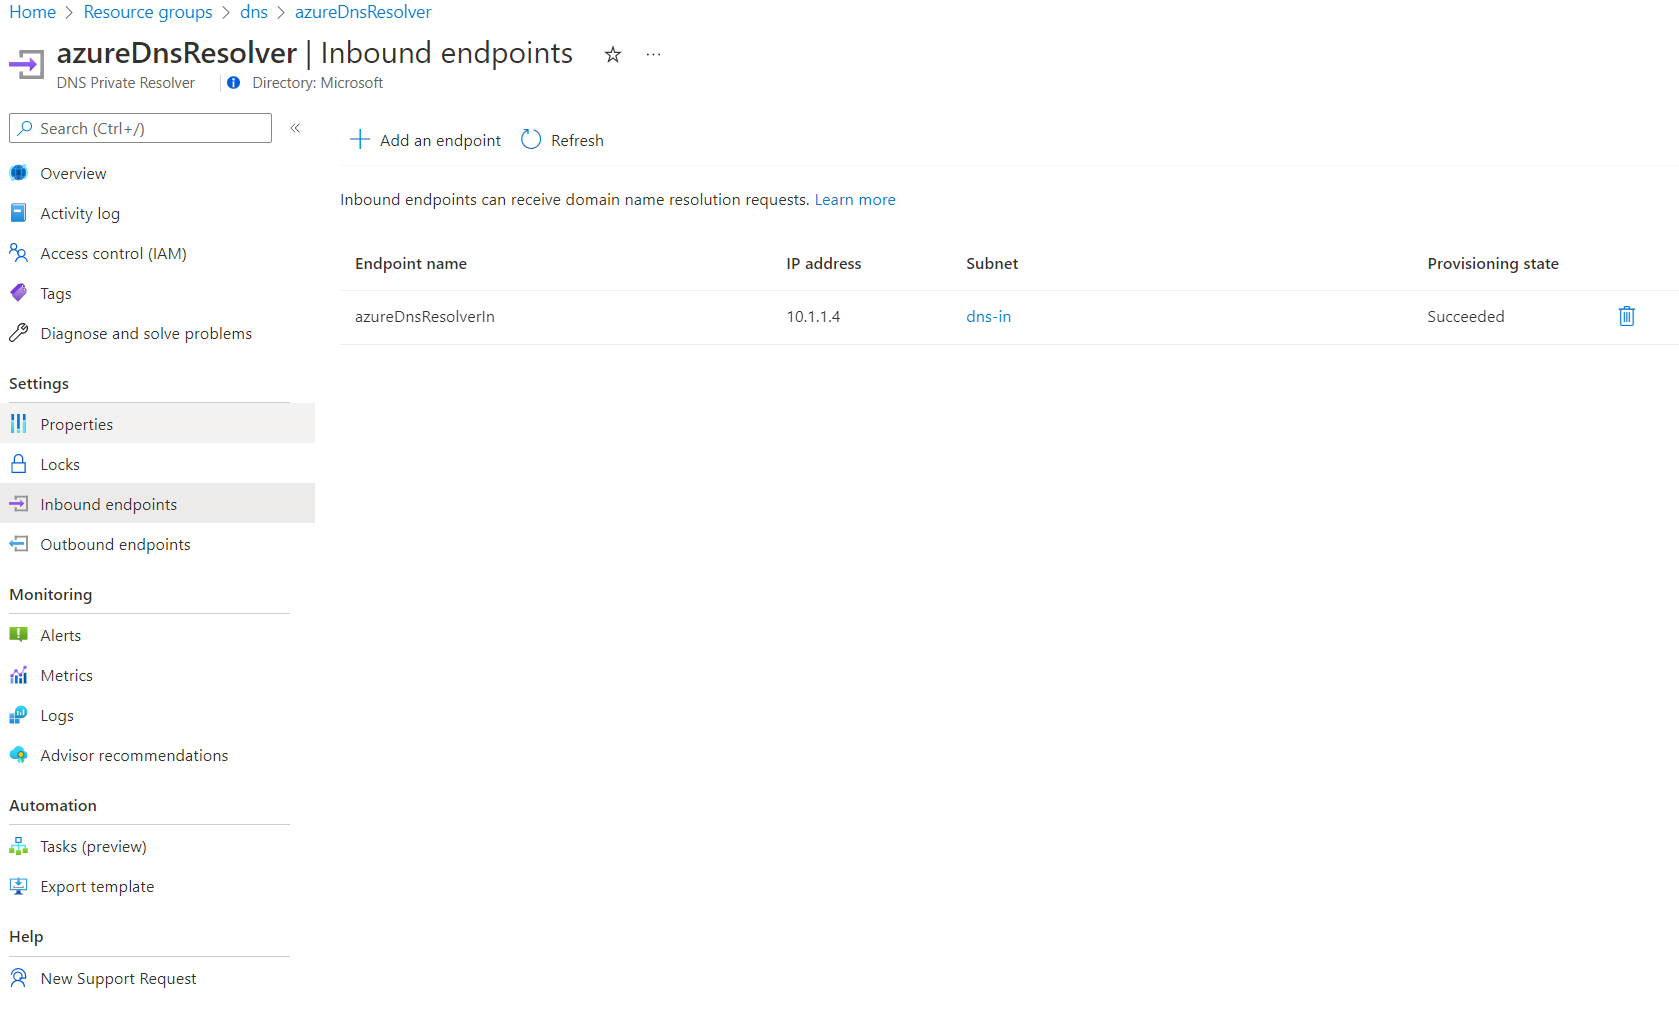 Home > Resource groups > dns > azureDnsResolver
azureDnsResolver | Inbound endpoints
DNS Private Resolver
Directory: Microsoft
Search (Ctrl+/)
Overview
Activity log
Access control (IAM)
Tags
Diagnose and solve problems
Settings
Properties
Locks
Inbound endpoints
Outbound endpoints
Monitoring
Alerts
Metrics
Logs
Advisor recommendations
Automation
Tasks (preview)
Export template
Help
New Support Request
Add an endpoint Refresh
Inbound endpoints can receive domain name resolution requests. Learn more
Endpoint name IP address Subnet Provisioning state
azureDnsResolverIn 10.1.1.4 dns-in Succeeded